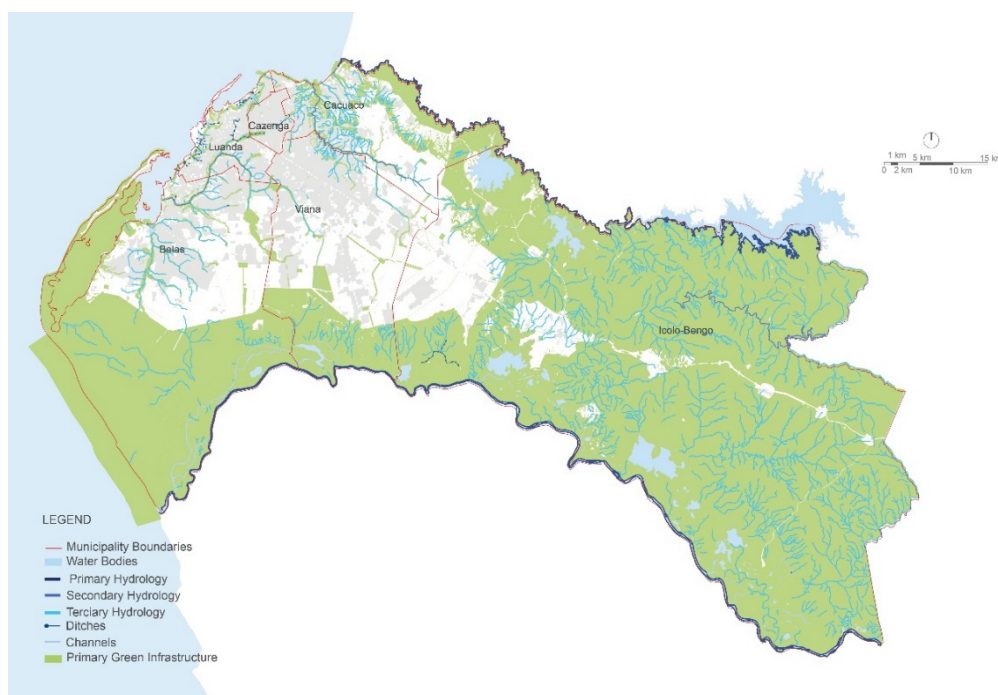 Cacuaco
Cazenga
Luanda
Viana
Belas
Icolo-Bengo
1 km 5 km 15 km
0 2 km 10 km
LEGEND
Municipality Boundaries
Water Bodies
Primary Hydrology
Secondary Hydrology
Terciary Hydrology
Ditches
Channels
Primary Green Infrastructure